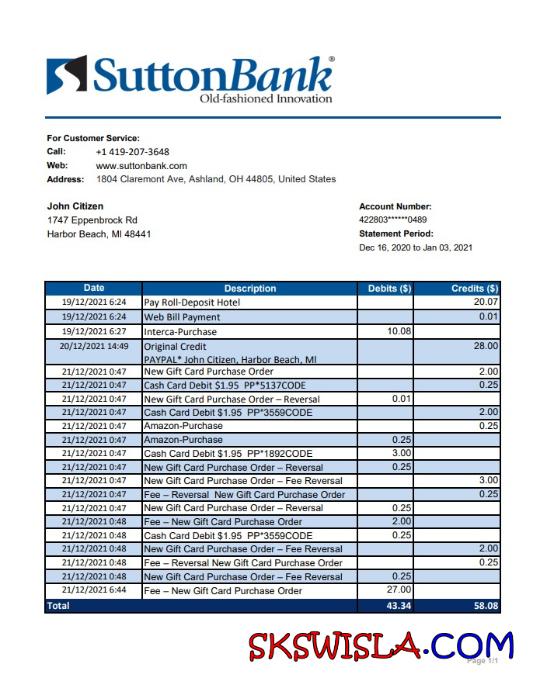 SuttonBank®
Old-fashioned Innovation
For Customer Service:
Call: +1 419-207-3648
Web: www.suttonbank.com
Address: 1804 Claremont Ave, Ashland, OH 44805, United States
John Citizen
1747 Eppenbrock Rd
Harbor Beach, MI 48441
Account Number:
422803******0489
Statement Period:
Dec 16, 2020 to Jan 03, 2021
Date Description Debits ($) Credits ($)
19/12/2021 6:24 Pay Roll-Deposit Hotel 20.07
19/12/2021 6:24 Web Bill Payment 0.01
19/12/2021 6:27 Interca-Purchase 10.08
20/12/2021 14:49 Original Credit 28.00
PAYPAL* John Citizen, Harbor Beach, MI
21/12/2021 0:47 New Gift Card Purchase Order 2.00
21/12/2021 0:47 Cash Card Debit $1.95 PP*5137CODE 0.25
21/12/2021 0:47 New Gift Card Purchase Order – Reversal 0.01
21/12/2021 0:47 Cash Card Debit $1.95 PP*3559CODE 2.00
21/12/2021 0:47 Amazon-Purchase 0.25
21/12/2021 0:47 Amazon-Purchase 0.25
21/12/2021 0:47 Cash Card Debit $1.95 PP*1892CODE 3.00
21/12/2021 0:47 New Gift Card Purchase Order – Reversal 0.25
21/12/2021 0:47 New Gift Card Purchase Order – Fee Reversal 3.00
21/12/2021 0:47 Fee – Reversal New Gift Card Purchase Order 0.25
21/12/2021 0:47 New Gift Card Purchase Order – Reversal 0.25
21/12/2021 0:48 Fee – New Gift Card Purchase Order 2.00
21/12/2021 0:48 Cash Card Debit $1.95 PP*3559CODE 0.25
21/12/2021 0:48 New Gift Card Purchase Order – Fee Reversal 2.00
21/12/2021 0:48 Fee – Reversal New Gift Card Purchase Order 0.25
21/12/2021 0:48 New Gift Card Purchase Order – Fee Reversal 0.25
21/12/2021 6:44 Fee – New Gift Card Purchase Order 27.00
Total 43.34 58.08
SKSWISLA.COM
Page 1/1